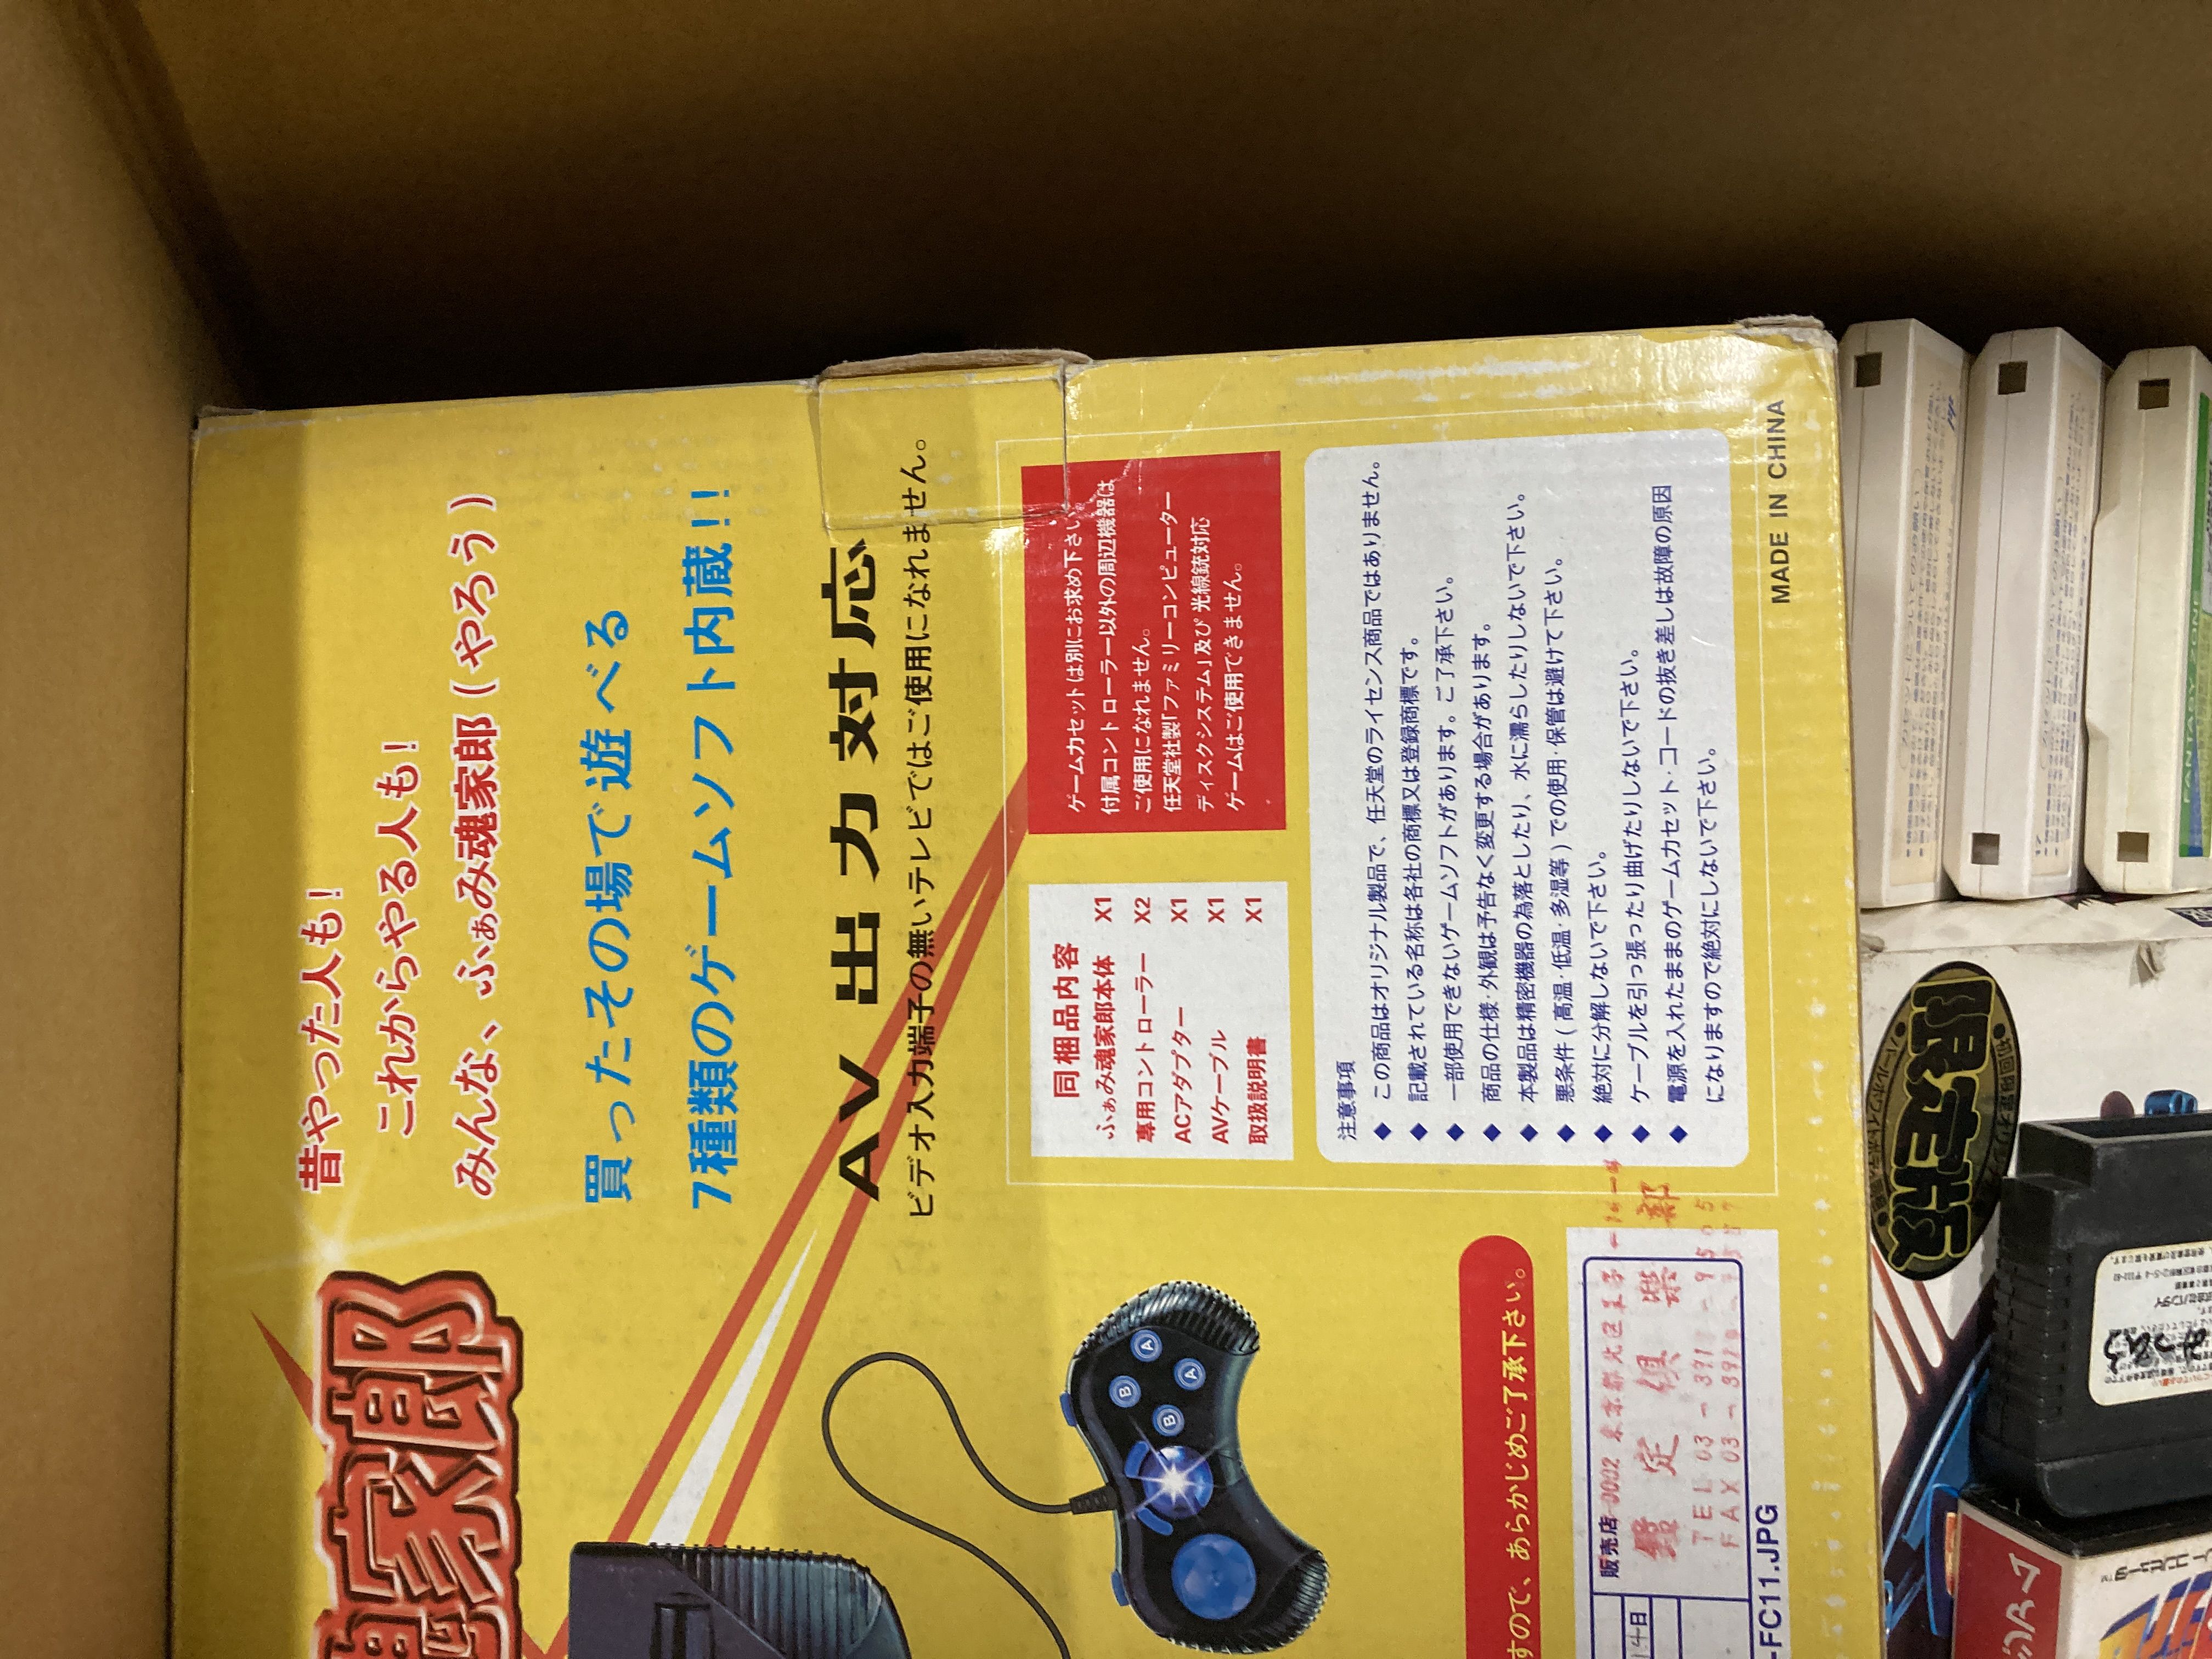 昔やった人も!
これからやる人も!
みんな、ふぁみ魂家郎(やろう)
買ったその場で遊べる
7種類のゲームソフト内蔵!!
AV出力対応
ビデオ入力端子の無いテレビではご使用になれません。
魂家郎
ゲームカセットは別にお求め下さい。
付属コントローラー以外の周辺機器は
ご使用になれません。
任天堂社製「ファミリーコンピューター
ディスクシステム」及び光線銃対応
ゲームはご使用できません。
同梱品内容
ふぁみ魂家郎本体 X1
専用コントローラー X2
ACアダプター X1
AVケーブル X1
取扱説明書 X1
注意事項
◆ この商品はオリジナル製品で、任天堂のライセンス商品ではありません。
◆ 記載されている名称は各社の商標又は登録商標です。
◆ 一部使用できないゲームソフトがあります。ご了承下さい。
◆ 商品の仕様・外観は予告なく変更する場合があります。
◆ 本製品は精密機器の為落としたり、水に濡らしたりしないで下さい。
◆ 悪条件(高温・低温・多湿等)での使用・保管は避けて下さい。
◆ 絶対に分解しないで下さい。
◆ ケーブルを引っ張ったり曲げたりしないで下さい。
◆ 電源を入れたままのゲームカセット・コードの抜き差しは故障の原因
になりますので絶対にしないで下さい。
MADE IN CHINA
A
A
B
B
すので、あらかじめご了承下さい。
販売店
東京都北区王子
TEL 03-391
FAX 03-391
日
-FC11.JPG
限定版
FANTASY ZONE